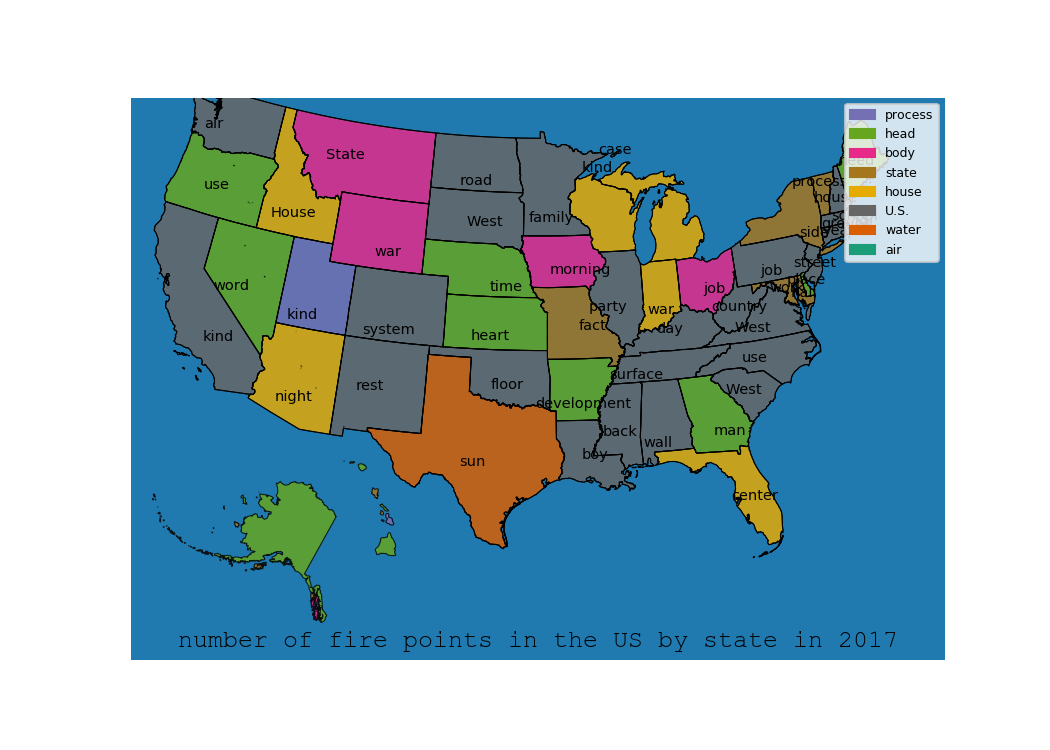 process
head
body
state
house
U.S.
water
air
air
State
case
kind
use
road
process
House
West
family
war
job
street
morning
word
time
job
place
kind
party
war
country
kind
system
heart
fact
day
West
use
rest
floor
surface
West
night
development
back
man
wall
sun
boy
center
number of fire points in the US by state in 2017